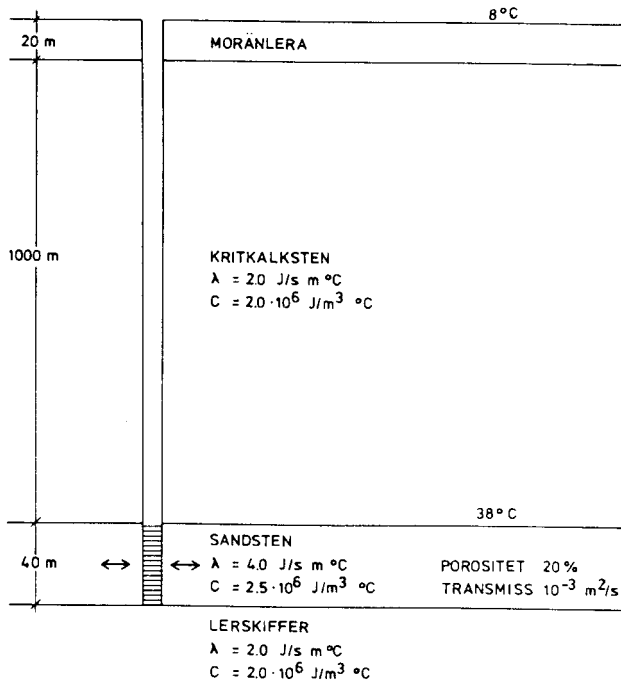 8°C
20 m
MORÄNLERA
1000 m
KRITKALKSTEN
λ = 2.0 J/s m °C
C = 2.0·10⁶ J/m³ °C
38°C
SANDSTEN
40 m
λ = 4.0 J/s m °C
POROSITET 20%
C = 2.5·10⁶ J/m³ °C
TRANSMISS 10⁻³ m²/s
LERSKIFFER
λ = 2.0 J/s m °C
C = 2.0·10⁶ J/m³ °C